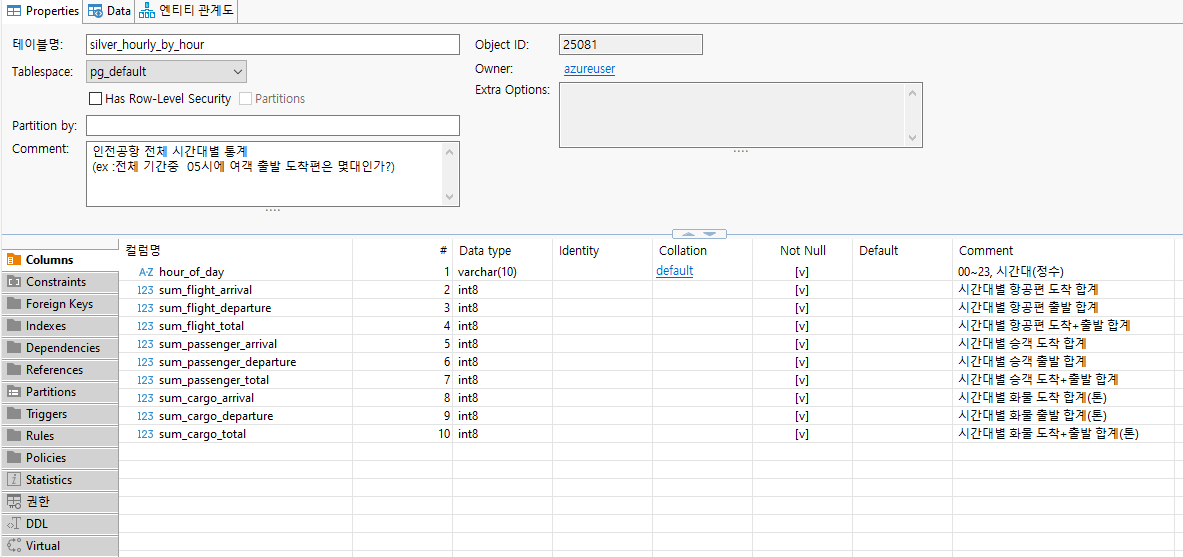 Properties Data 엔티티 관계도
테이블명: silver_hourly_by_hour Object ID: 25081
Tablespace: pg_default Owner: azureuser
Has Row-Level Security Partitions Extra Options:
Partition by:
Comment: 인전공항 전체 시간대별 통계
(ex :전체 기간중  05시에 여객 출발 도착편은 몇대인가?)
컬럼명 # Data type Identity Collation Not Null Default Comment
AZ hour_of_day 1 varchar(10) default [v] 00~23, 시간대(정수)
123 sum_flight_arrival 2 int8 [v] 시간대별 항공편 도착 합계
123 sum_flight_departure 3 int8 [v] 시간대별 항공편 출발 합계
123 sum_flight_total 4 int8 [v] 시간대별 항공편 도착+출발 합계
123 sum_passenger_arrival 5 int8 [v] 시간대별 승객 도착 합계
123 sum_passenger_departure 6 int8 [v] 시간대별 승객 출발 합계
123 sum_passenger_total 7 int8 [v] 시간대별 승객 도착+출발 합계
123 sum_cargo_arrival 8 int8 [v] 시간대별 화물 도착 합계(톤)
123 sum_cargo_departure 9 int8 [v] 시간대별 화물 출발 합계(톤)
123 sum_cargo_total 10 int8 [v] 시간대별 화물 도착+출발 합계(톤)
Columns
Constraints
Foreign Keys
Indexes
Dependencies
References
Partitions
Triggers
Rules
Policies
Statistics
권한
DDL
Virtual